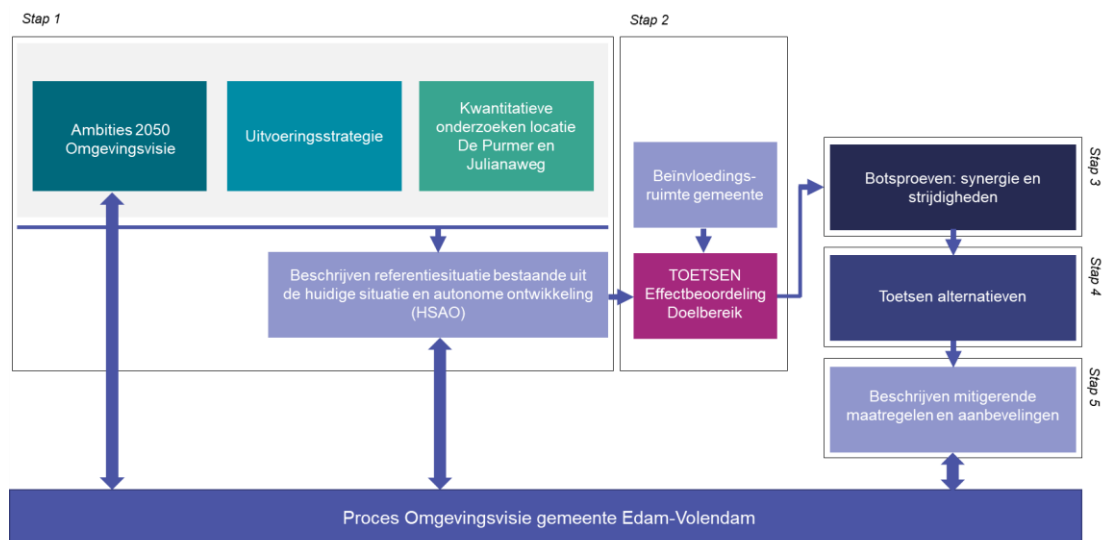 Stap 1
Ambities 2050
Omgevingsvisie
Uitvoeringsstrategie
Kwantitatieve
onderzoeken locatie
De Purmer en
Julianaweg
Beschrijven referentiesituatie bestaande uit
de huidige situatie en autonome ontwikkeling
(HSAO)
Stap 2
Beïnvloedings-
ruimte gemeente
TOETSEN
Effectbeoordeling
Doelbereik
Stap 3
Botsproeven: synergie en
strijdigheden
Stap 4
Toetsen alternatieven
Stap 5
Beschrijven mitigerende
maatregelen en aanbevelingen
Proces Omgevingsvisie gemeente Edam-Volendam